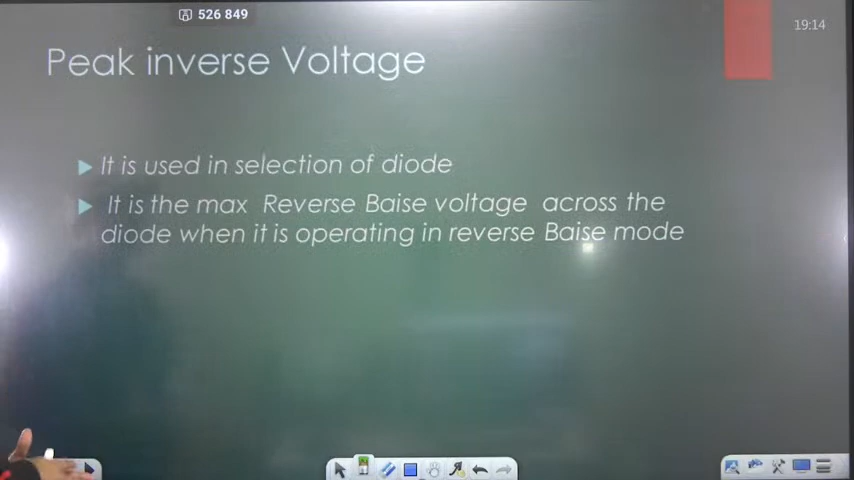 526 849
19:14
Peak inverse Voltage
It is used in selection of diode
It is the max Reverse Baise voltage across the
diode when it is operating in reverse Baise mode